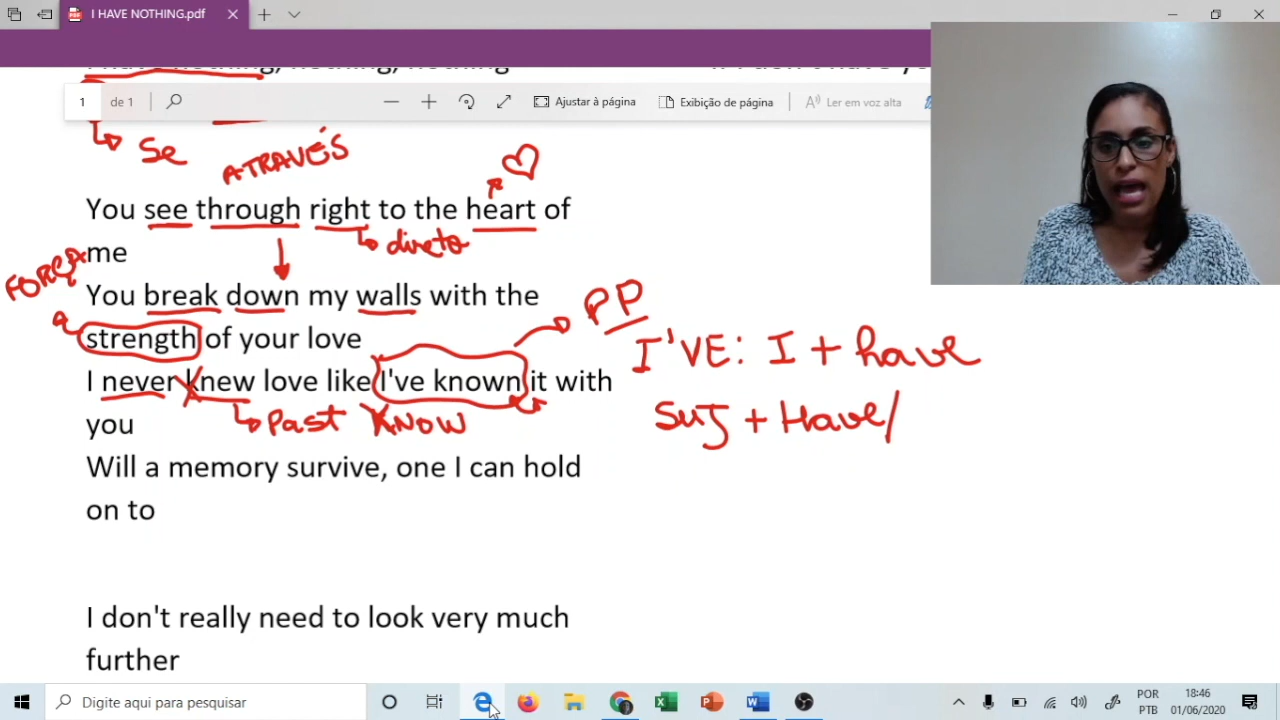 I HAVE NOTHING.pdf
1 de 1
Ajustar à página
Exibição de página
Ler em voz alta
Se
ATRAVÉS
You see through right to the heart of
direto
me
FORÇA
You break down my walls with the
PP
strength of your love
I'VE: I + have
I never knew love like I've known it with
Suj + Have/
Past KNOW
you
Will a memory survive, one I can hold
on to
I don't really need to look very much
further
Digite aqui para pesquisar
POR
PTB
18:46
01/06/2020